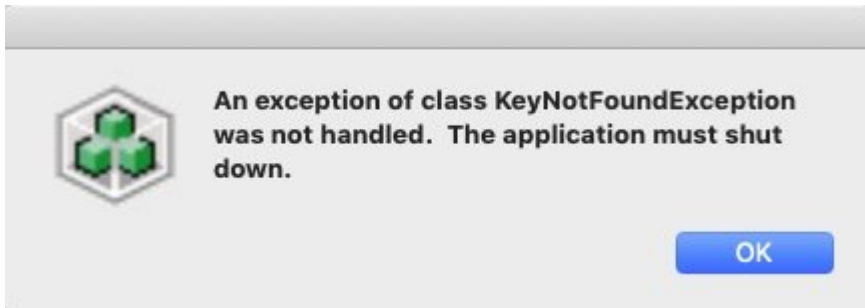 An exception of class KeyNotFoundException
was not handled.  The application must shut
down.
OK